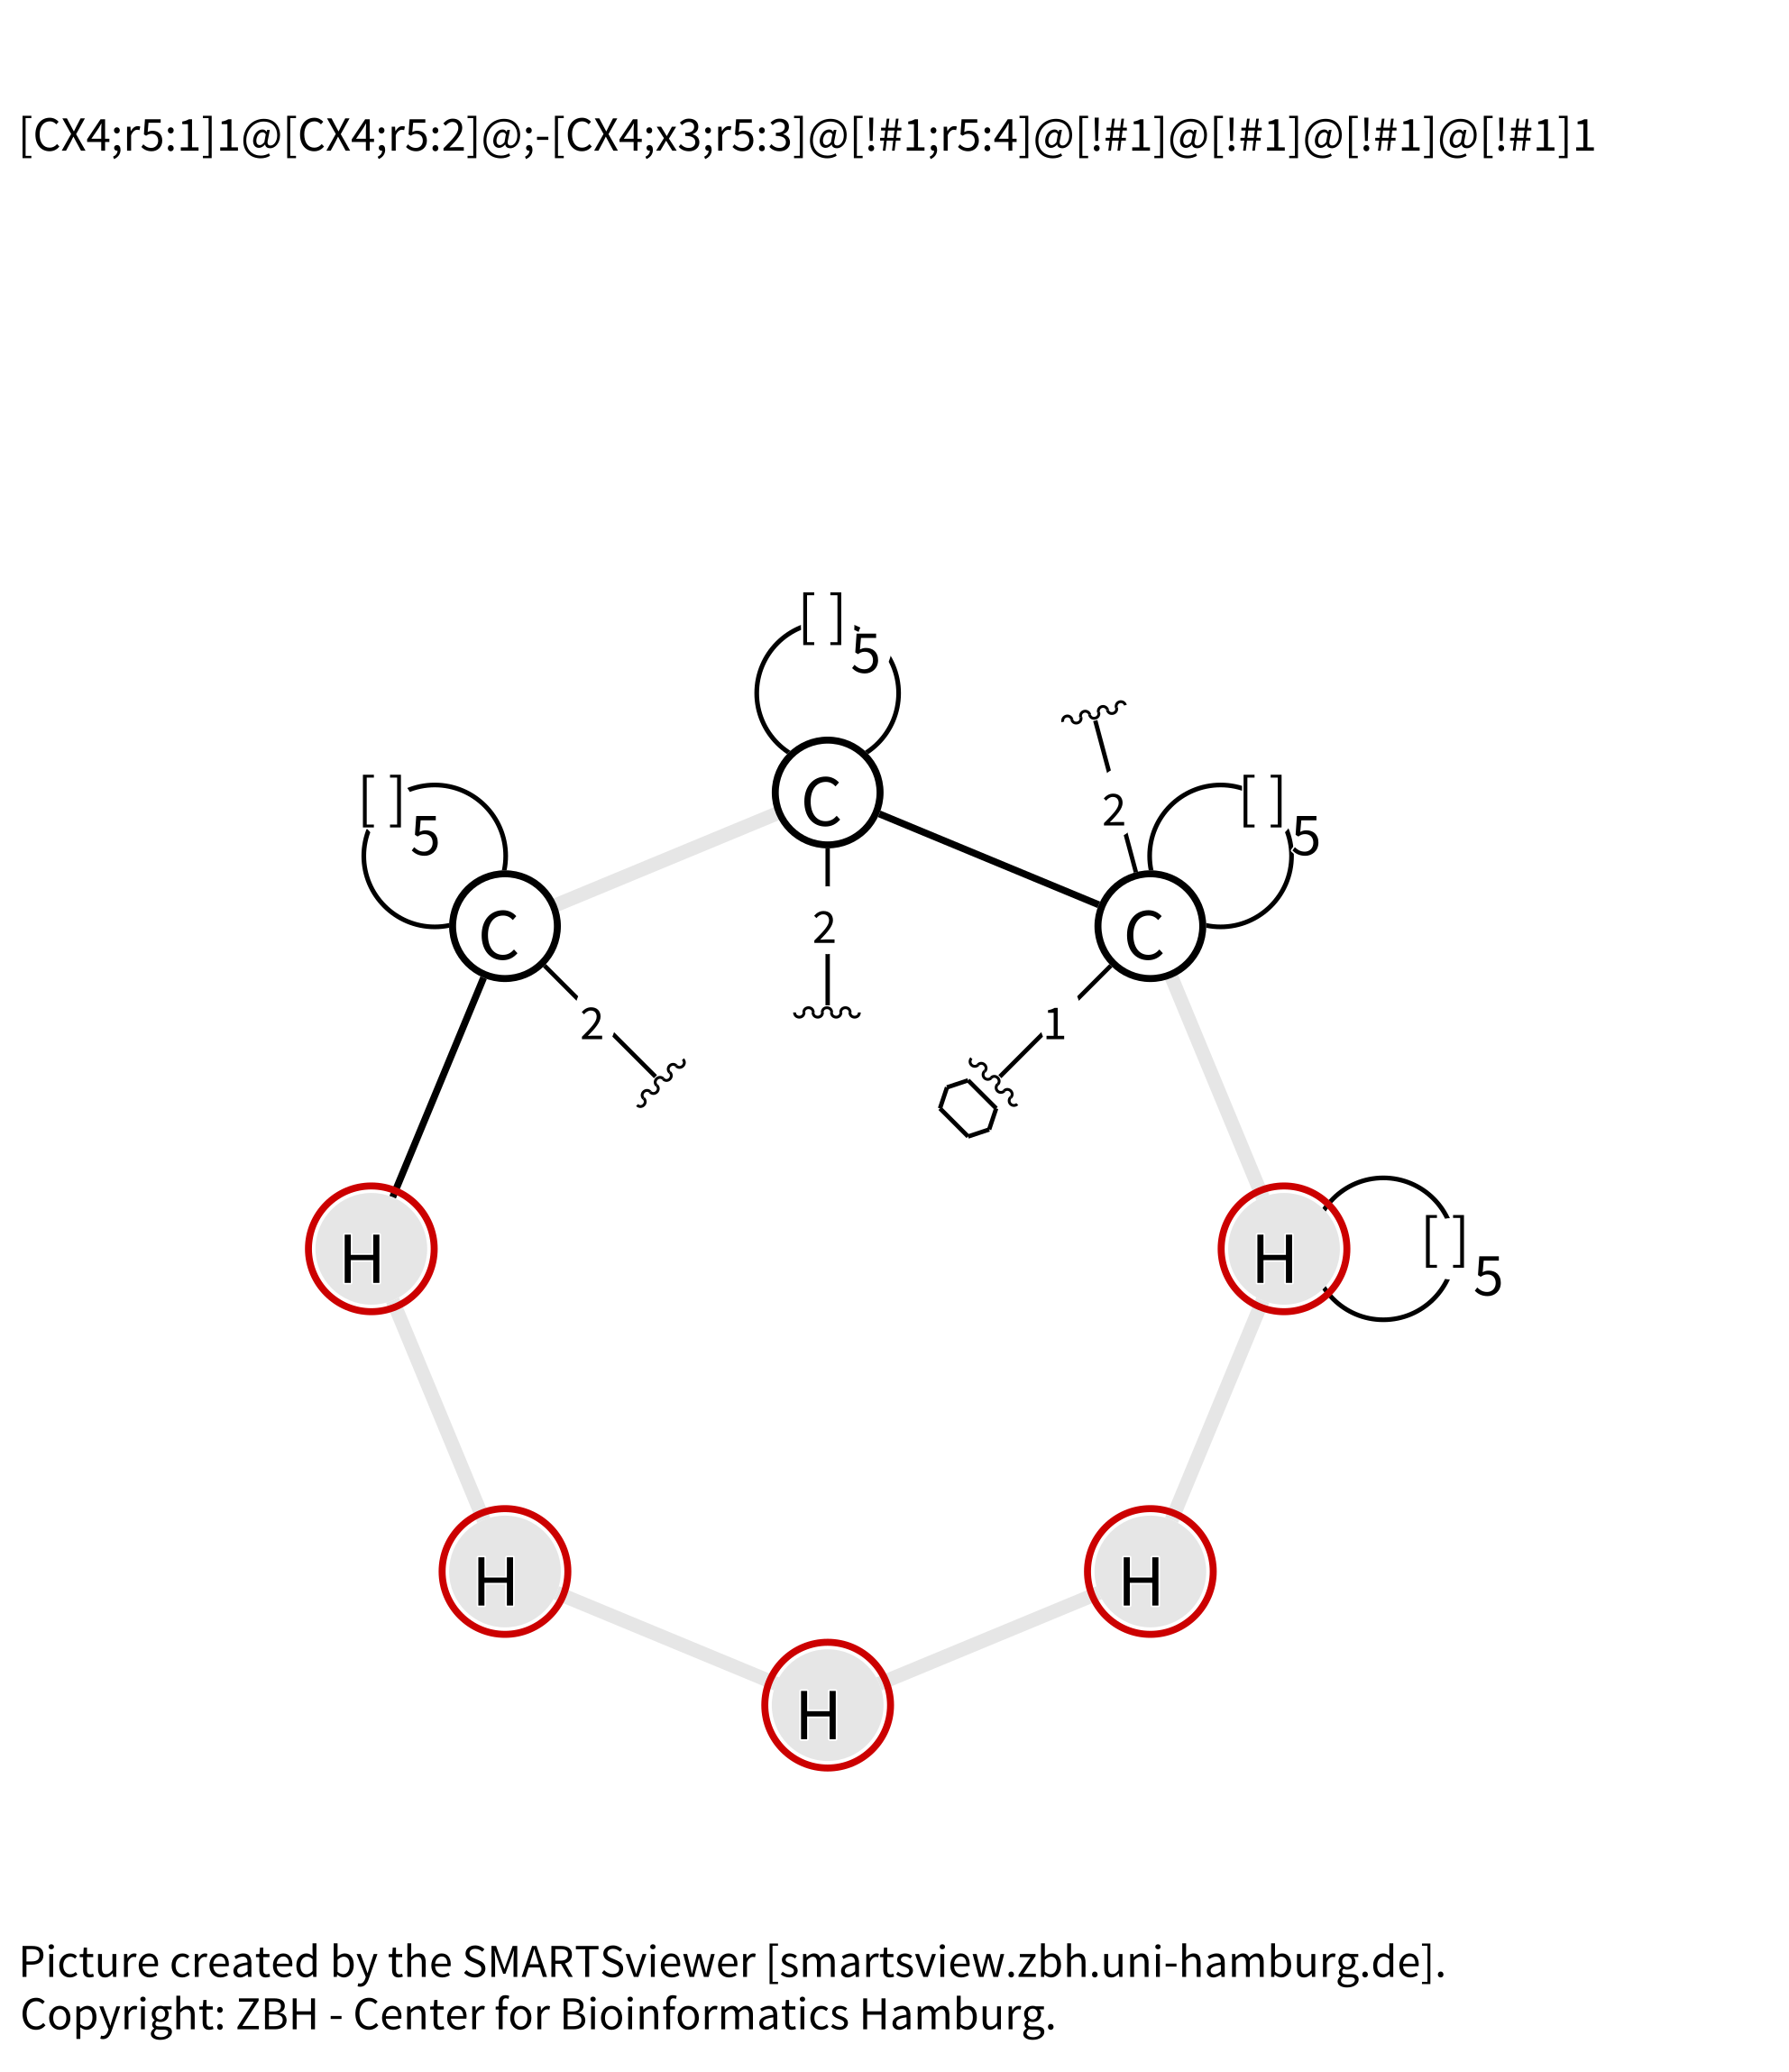 [CX4;r5:1]1@[CX4;r5:2]@;-[CX4;x3;r5:3]@[!#1;r5:4]@[!#1]@[!#1]@[!#1]@[!#1]1
[ ]5
2
[ ]5
[ ]5
C
2
C
C
2
1
H
H
[ ]5
H
H
H
Picture created by the SMARTSviewer [smartsview.zbh.uni-hamburg.de].
Copyright: ZBH - Center for Bioinformatics Hamburg.